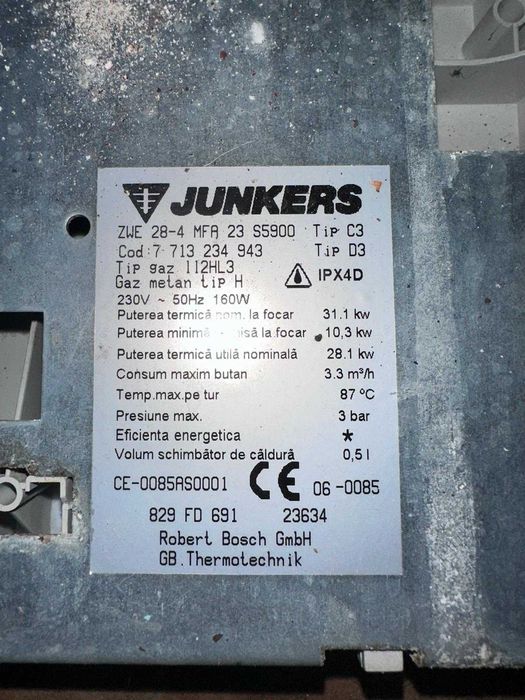 JUNKERS
ZWE 28-4 MFA 23 S5900 Tip C3
Cod: 7 713 234 943 Tip D3
Tip gaz 112HL3
Gaz metan tip H IPX4D
230V ~ 50Hz 160W
Puterea termică nom. la focar 31.1 kw
Puterea minimă la focar 10,3 kw
Puterea termică utilă nominală 28.1 kw
Consum maxim butan 3.3 m³/h
Temp.max.pe tur 87 ºC
Presiune max. 3 bar
Eficienta energetica *
Volum schimbător de căldură 0,5 l
CE-0085AS0001 CE 06-0085
829 FD 691 23634
Robert Bosch GmbH
GB.Thermotechnik